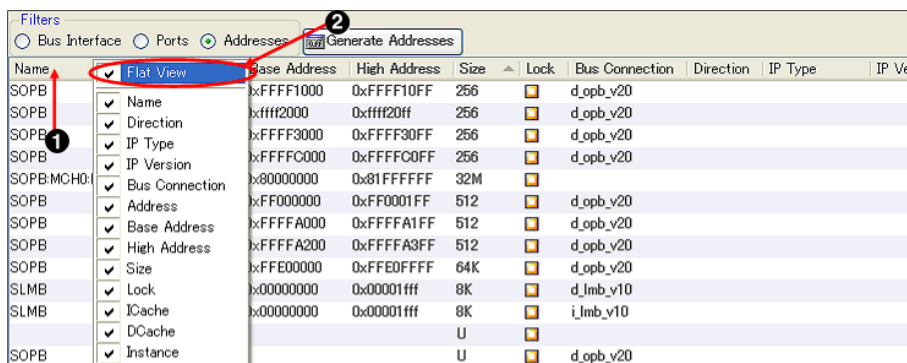 Filters
Bus Interface Ports Addresses Generate Addresses
2
Name Flat View Base Address High Address Size Lock Bus Connection Direction IP Type IP Ve
SOPB Name 0xFFFF1000 0xFFFF10FF 256 d_opb_v20
SOPB Direction 0xffff2000 0xffff20ff 256 d_opb_v20
1
SOPB IP Type 0xFFFF3000 0xFFFF30FF 256 d_opb_v20
SOPB IP Version 0xFFFFC000 0xFFFFC0FF 256 d_opb_v20
SOPB:MCH0: Bus Connection 0x80000000 0x81FFFFFF 32M
SOPB Address 0xFF000000 0xFF0001FF 512 d_opb_v20
SOPB Base Address 0xFFFFA000 0xFFFFA1FF 512 d_opb_v20
SOPB High Address 0xFFFFA200 0xFFFFA3FF 512 d_opb_v20
SOPB Size 0xFFE00000 0xFFE0FFFF 64K d_opb_v20
SLMB Lock 0x00000000 0x00001fff 8K d_lmb_v10
SLMB ICache 0x00000000 0x00001fff 8K i_lmb_v10
DCache U
SOPB Instance U d_opb_v20